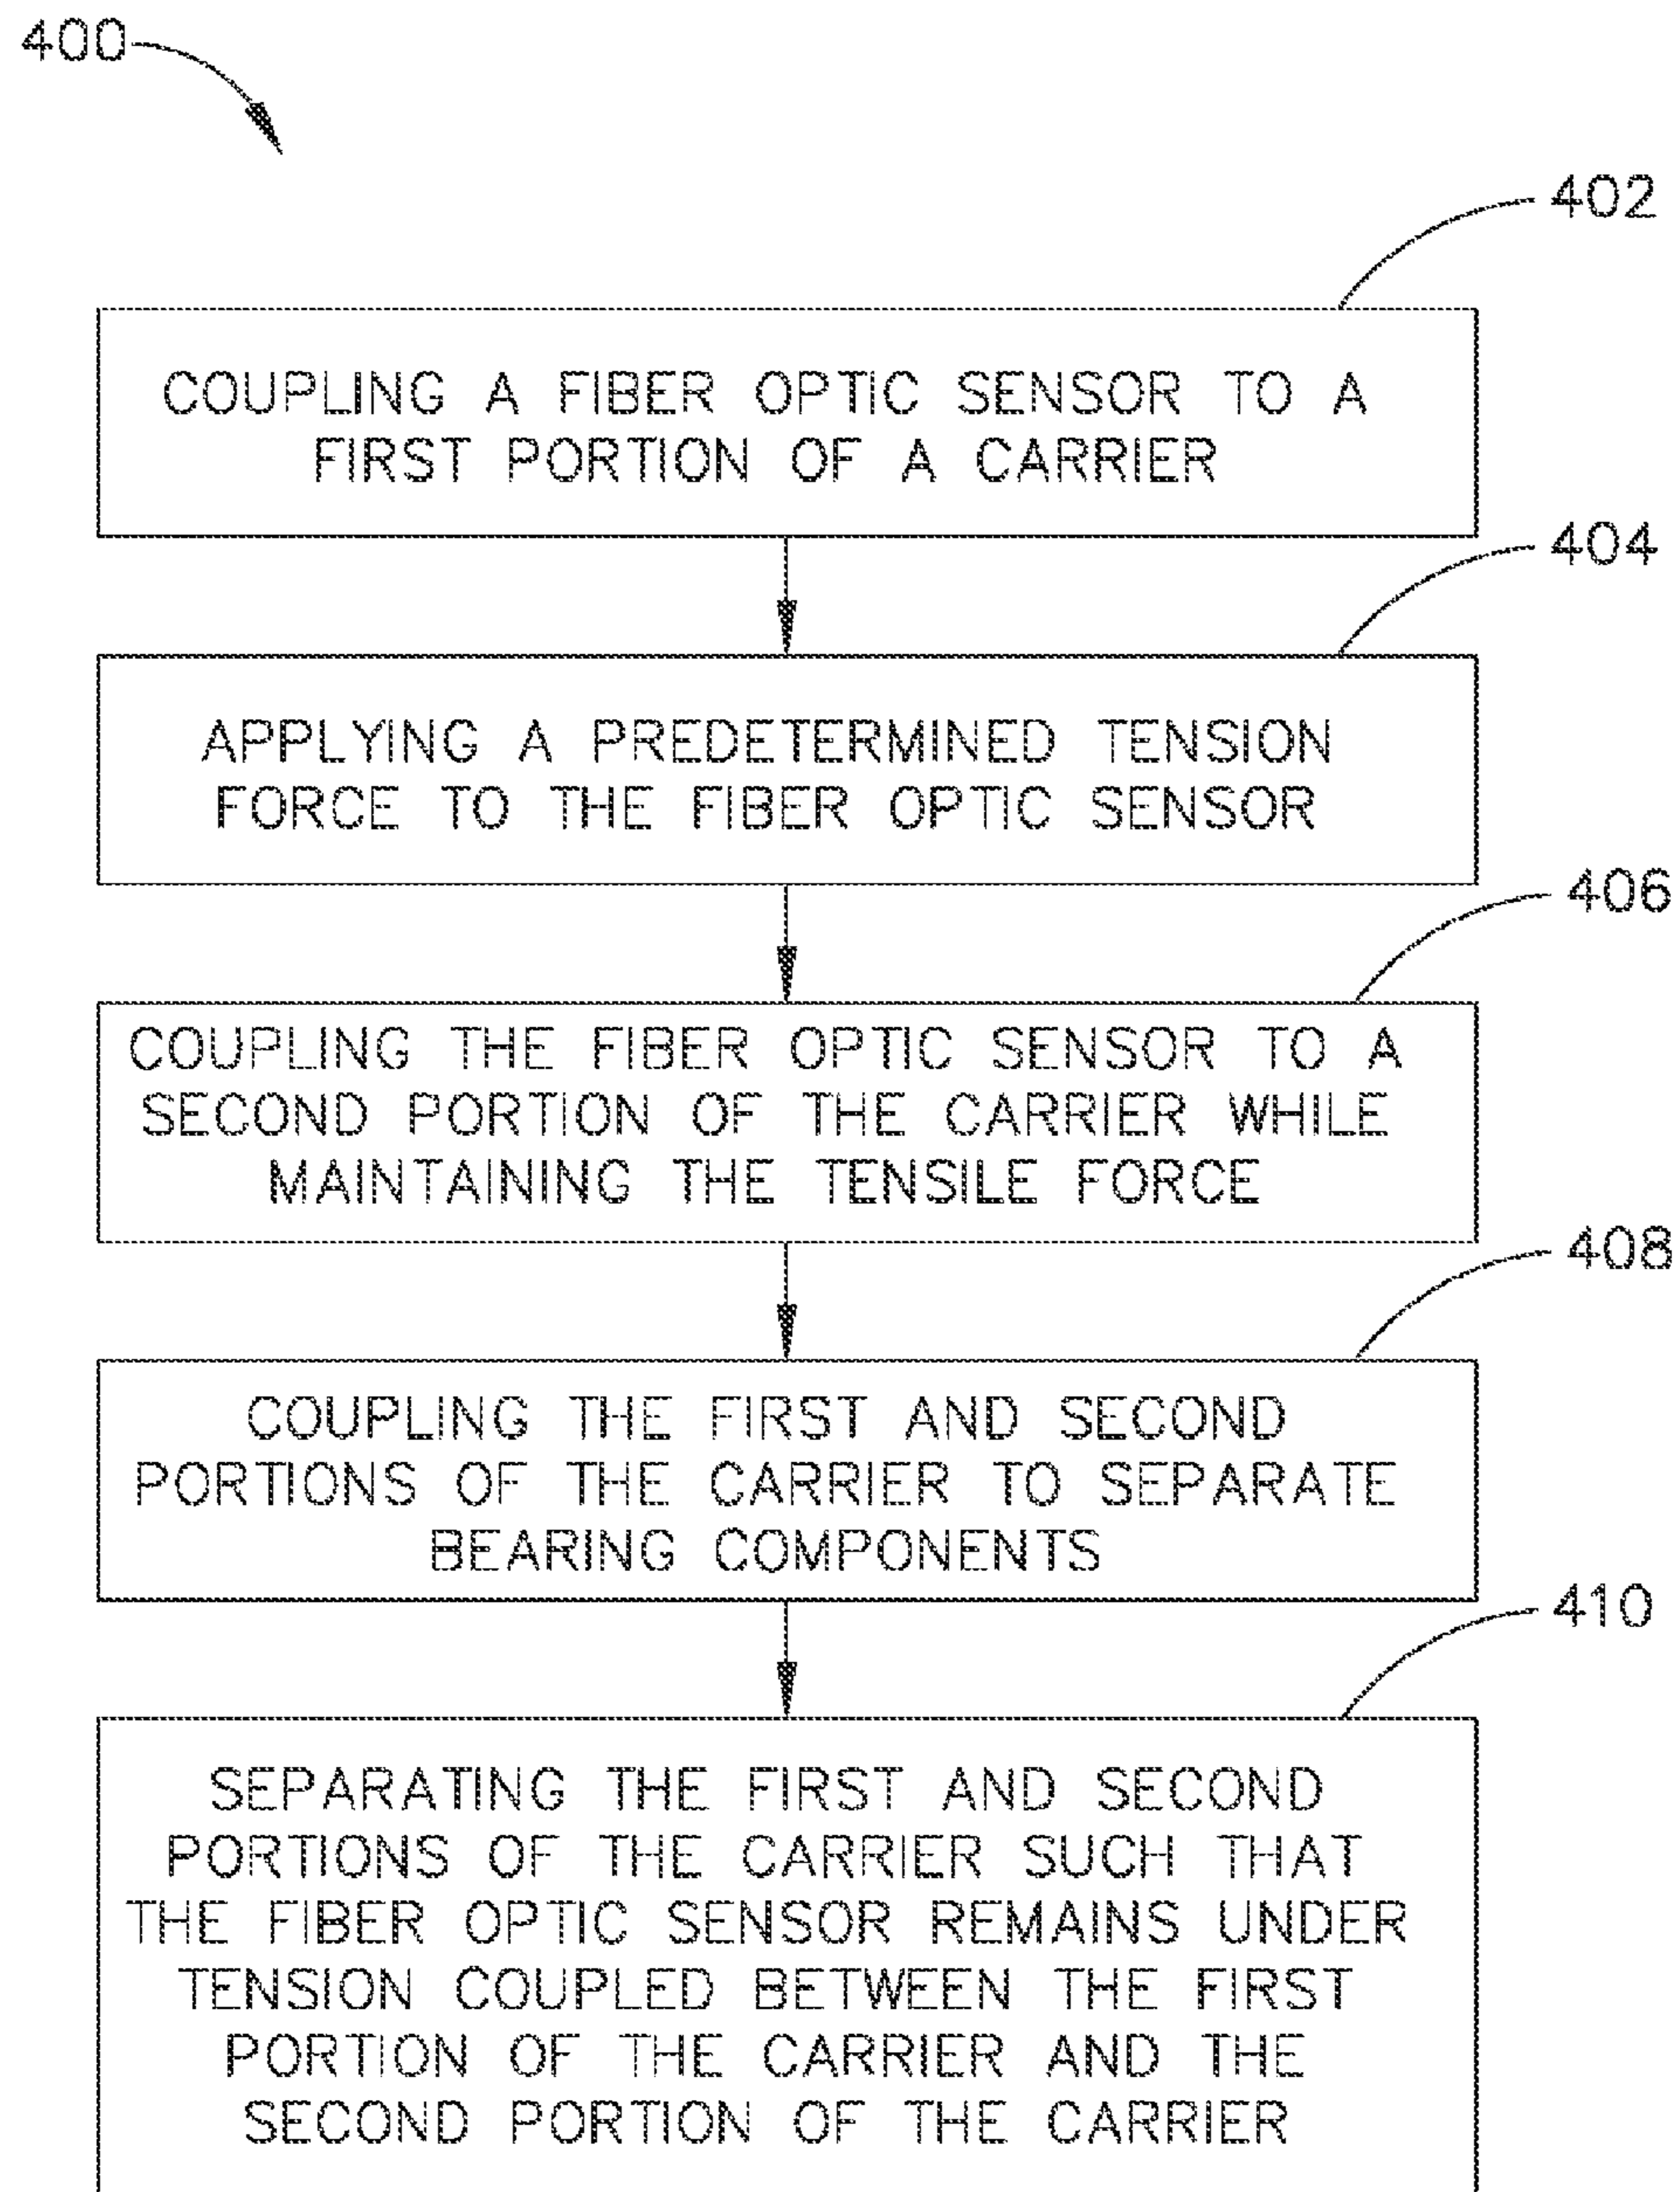 400
402
COUPLING A FIBER OPTIC SENSOR TO A
FIRST PORTION OF A CARRIER
404
APPLYING A PREDETERMINED TENSION
FORCE TO THE FIBER OPTIC SENSOR
406
COUPLING THE FIBER OPTIC SENSOR TO A
SECOND PORTION OF THE CARRIER WHILE
MAINTAINING THE TENSILE FORCE
408
COUPLING THE FIRST AND SECOND
PORTIONS OF THE CARRIER TO SEPARATE
BEARING COMPONENTS
410
SEPARATING THE FIRST AND SECOND
PORTIONS OF THE CARRIER SUCH THAT
THE FIBER OPTIC SENSOR REMAINS UNDER
TENSION COUPLED BETWEEN THE FIRST
PORTION OF THE CARRIER AND THE
SECOND PORTION OF THE CARRIER